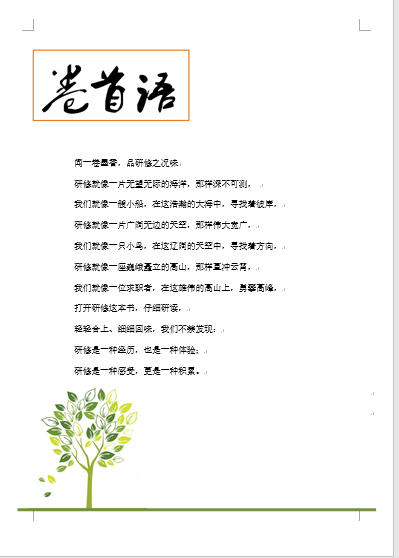 卷首语
闻一卷墨香，品研修之况味：
研修就像一片无垠无际的海洋，那样深不可测，
我们就像一艘小船，在这浩瀚的大海中，寻找着彼岸，
研修就像一片广阔无边的天空，那样伟大宽广，
我们就像一只小鸟，在这辽阔的天空中，寻找着方向，
研修就像一座巍峨矗立的高山，那样直冲云霄，
我们就像一位求职者，在这雄伟的高山上，勇攀高峰，
打开研修这本书，仔细研读，
轻轻合上、细细回味，我们不禁发现：
研修是一种经历，也是一种体验；
研修是一种感受，更是一种积累。